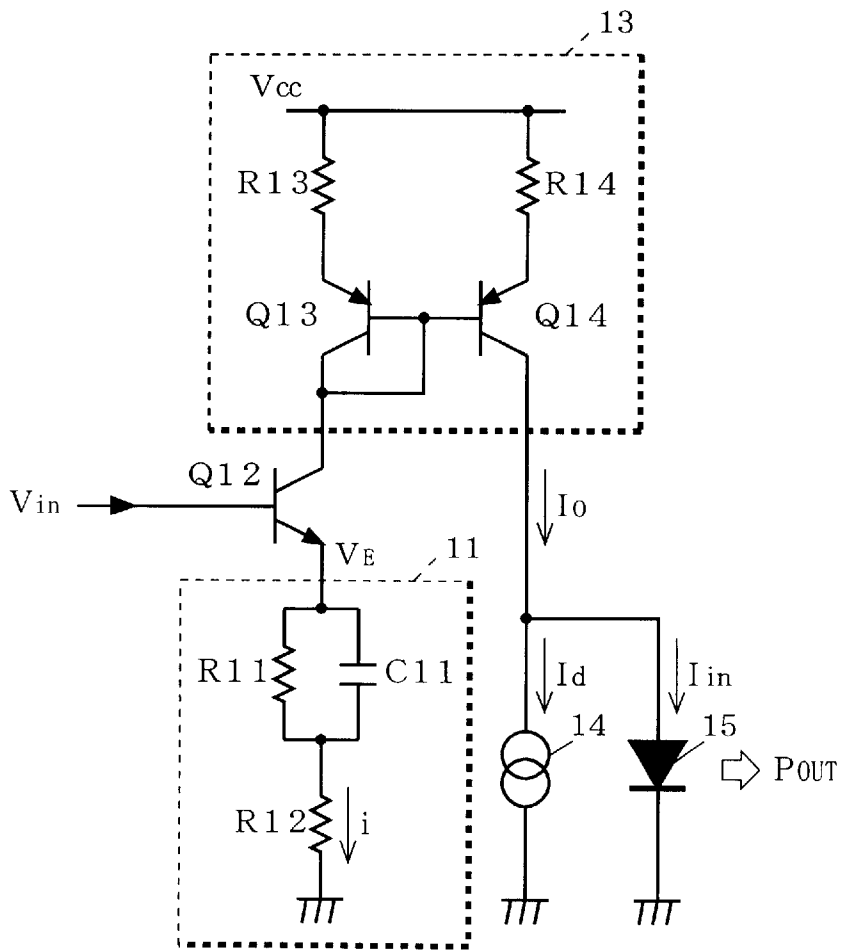 13
Vcc
R13
R14
Q13
Q14
Q12
Vin
Io
VE
11
R11
C11
Id
Iin
14
15
POUT
R12
i